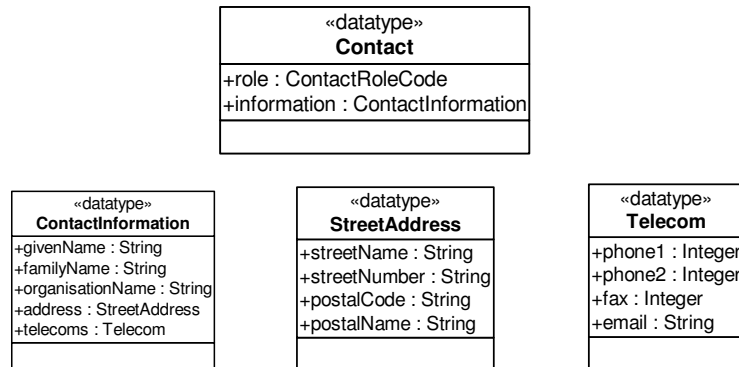 «datatype»
Contact
+role : ContactRoleCode
+information : ContactInformation
«datatype»
ContactInformation
+givenName : String
+familyName : String
+organisationName : String
+address : StreetAddress
+telecoms : Telecom
«datatype»
StreetAddress
+streetName : String
+streetNumber : String
+postalCode : String
+postalName : String
«datatype»
Telecom
+phone1 : Integer
+phone2 : Integer
+fax : Integer
+email : String